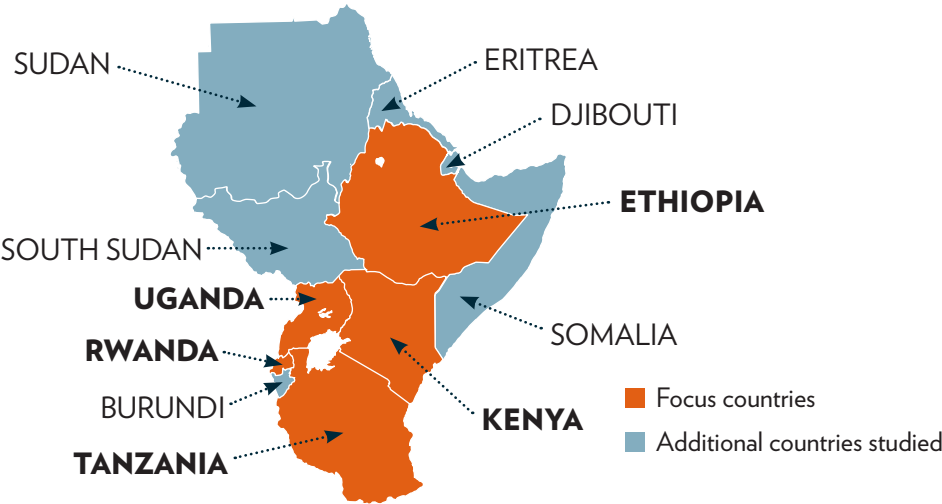 SUDAN
ERITREA
DJIBOUTI
ETHIOPIA
SOUTH SUDAN
UGANDA
SOMALIA
RWANDA
BURUNDI
KENYA
TANZANIA
Focus countries
Additional countries studied